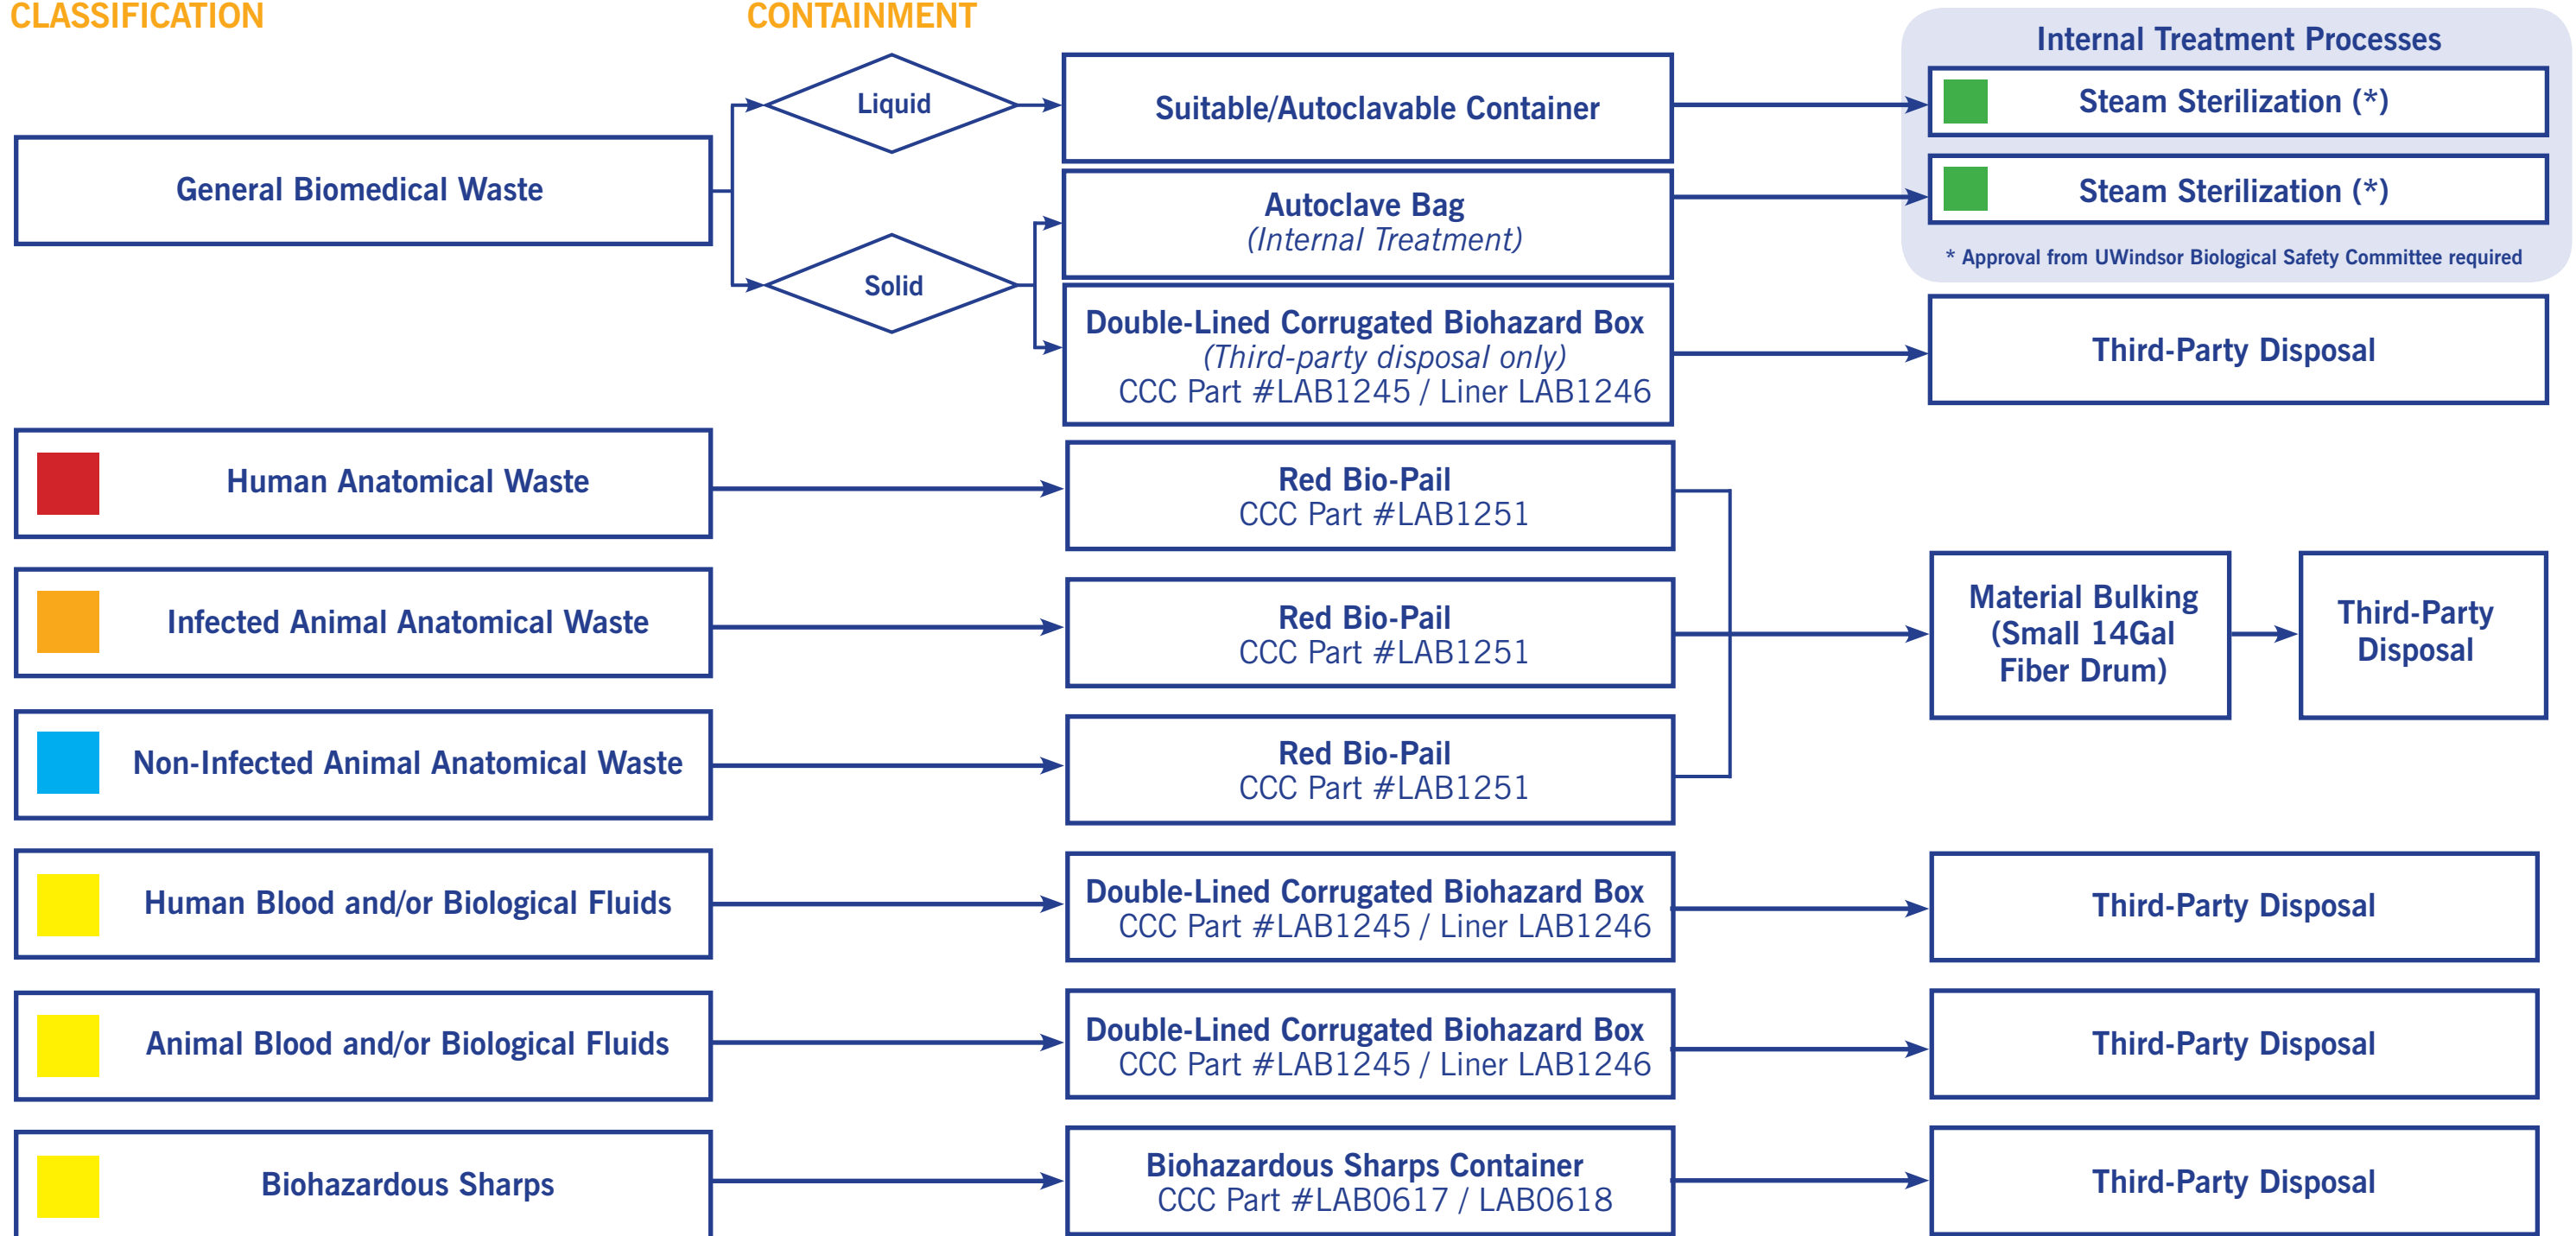 CLASSIFICATION
CONTAINMENT
Internal Treatment Processes
General Biomedical Waste
Liquid
Suitable/Autoclavable Container
Steam Sterilization (*)
Solid
Autoclave Bag
(Internal Treatment)
Steam Sterilization (*)
* Approval from UWindsor Biological Safety Committee required
Double-Lined Corrugated Biohazard Box
(Third-party disposal only)
CCC Part #LAB1245 / Liner LAB1246
Third-Party Disposal
Human Anatomical Waste
Red Bio-Pail
CCC Part #LAB1251
Infected Animal Anatomical Waste
Red Bio-Pail
CCC Part #LAB1251
Material Bulking
(Small 14Gal
Fiber Drum)
Third-Party
Disposal
Non-Infected Animal Anatomical Waste
Red Bio-Pail
CCC Part #LAB1251
Human Blood and/or Biological Fluids
Double-Lined Corrugated Biohazard Box
CCC Part #LAB1245 / Liner LAB1246
Third-Party Disposal
Animal Blood and/or Biological Fluids
Double-Lined Corrugated Biohazard Box
CCC Part #LAB1245 / Liner LAB1246
Third-Party Disposal
Biohazardous Sharps
Biohazardous Sharps Container
CCC Part #LAB0617 / LAB0618
Third-Party Disposal